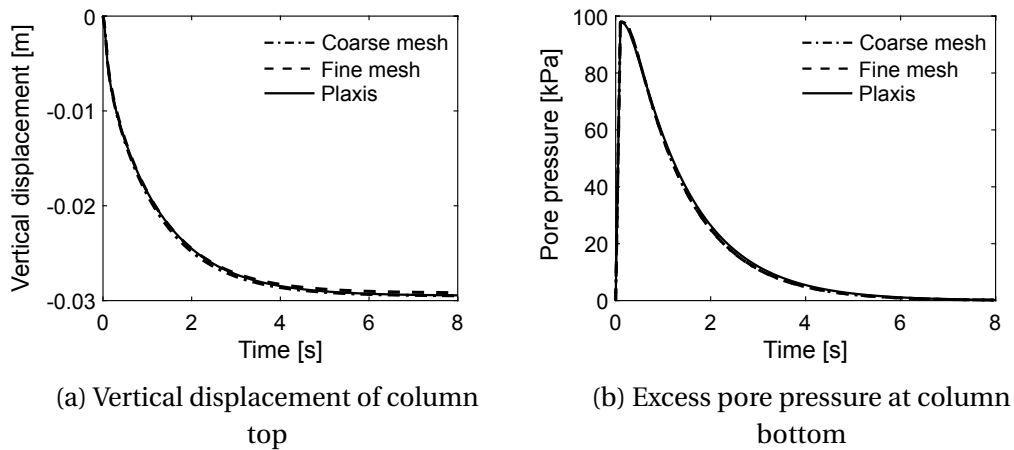 Vertical displacement [m]
0
-0.01
-0.02
-0.03
Coarse mesh
Fine mesh
Plaxis
0 2 4 6 8
Time [s]
(a) Vertical displacement of column
top
Pore pressure [kPa]
100
80
60
40
20
0
Coarse mesh
Fine mesh
Plaxis
0 2 4 6 8
Time [s]
(b) Excess pore pressure at column
bottom